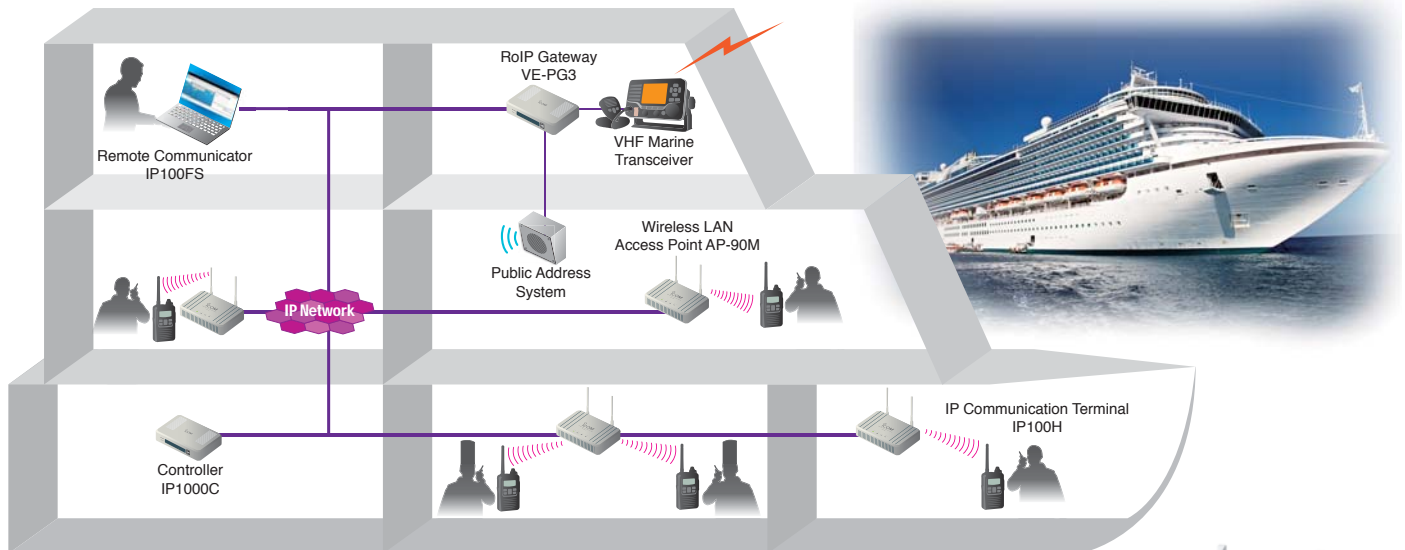 RoIP Gateway
VE-PG3
Remote Communicator
IP100FS
VHF Marine
Transceiver
Wireless LAN
Access Point AP-90M
Public Address
System
IP Network
IP Communication Terminal
IP100H
Controller
IP1000C